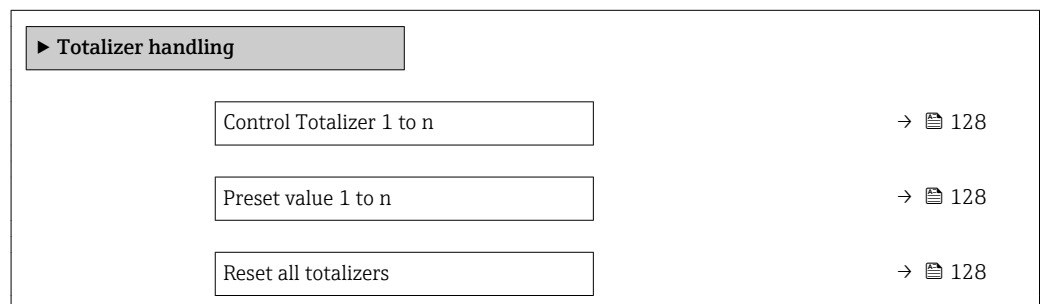 ▶ Totalizer handling
Control Totalizer 1 to n → 128
Preset value 1 to n → 128
Reset all totalizers → 128